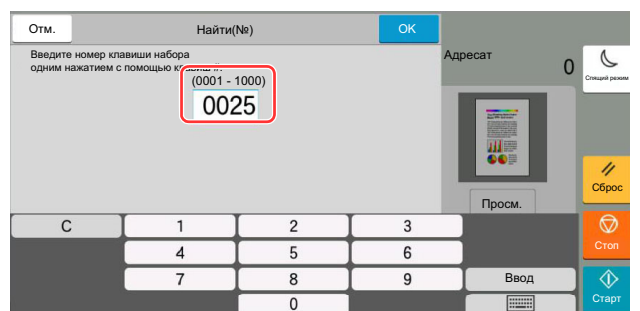 Отм.
Найти(№)
OK
Введите номер клавиши набора
одним нажатием с помощью клавиш #.
(0001 - 1000)
0025
Адресат
0
Спящий режим
Просм.
Сброс
C
1
2
3
Стоп
4
5
6
7
8
9
Ввод
0
Старт